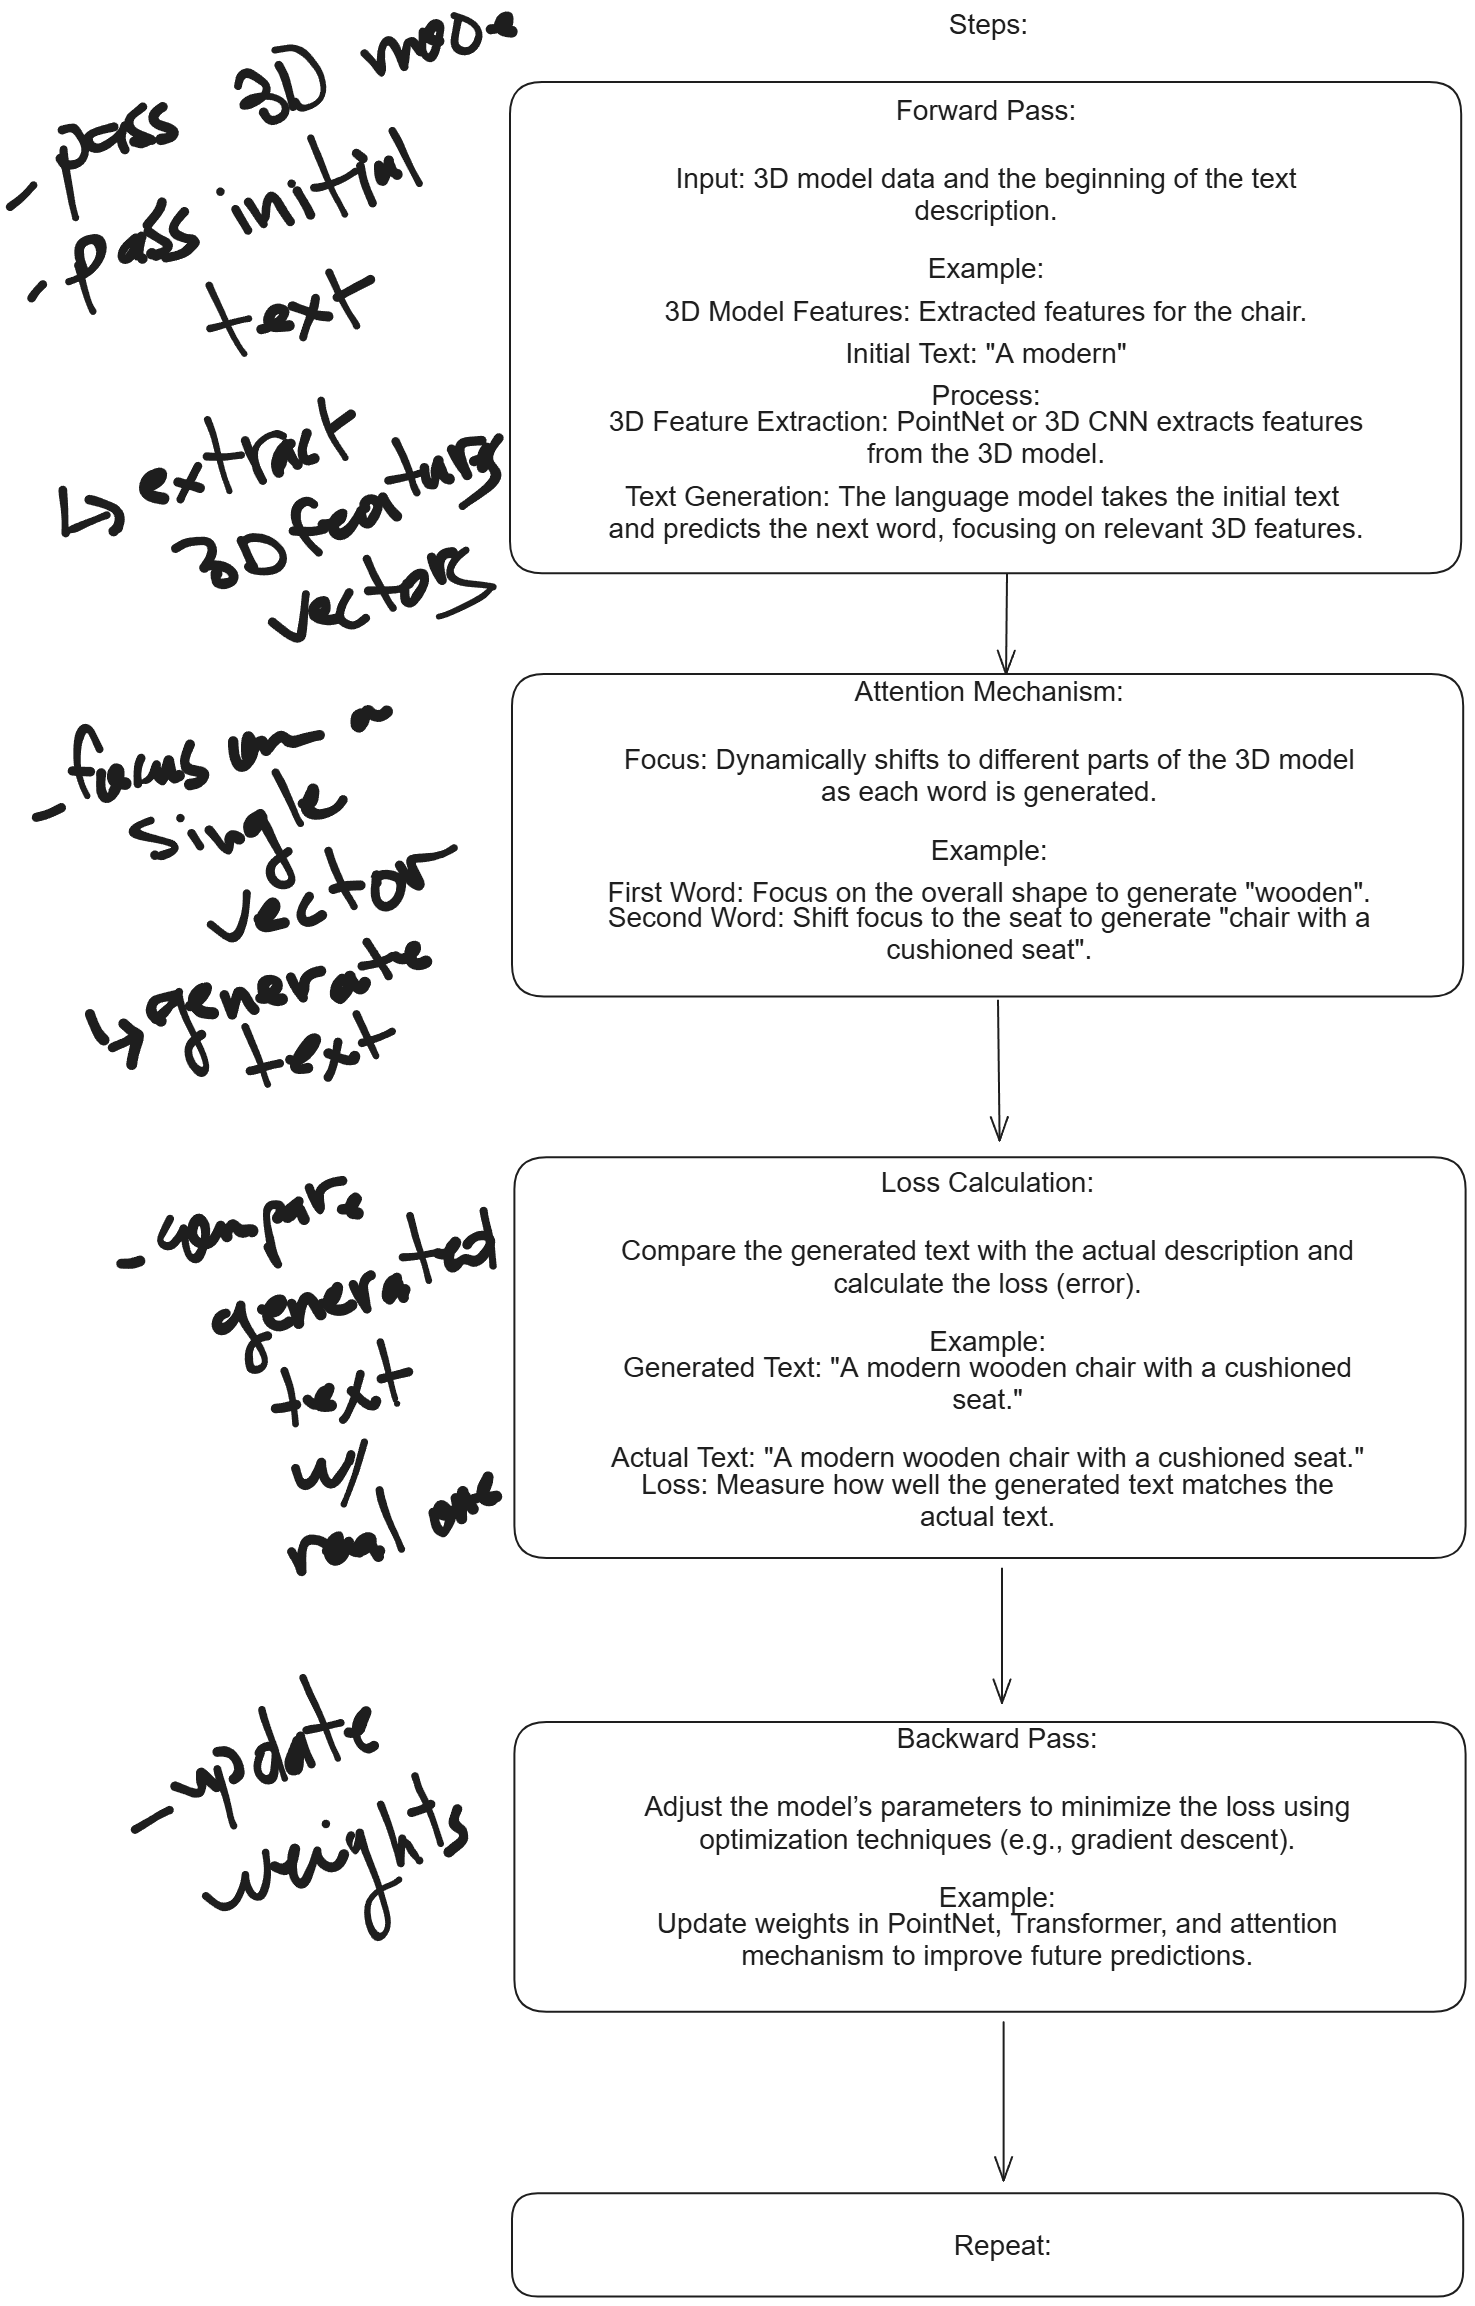 Steps:
- pass 3D mode
- pass initial
text
↳ extract
3D features
vectors
Forward Pass:
Input: 3D model data and the beginning of the text
description.
Example:
3D Model Features: Extracted features for the chair.
Initial Text: "A modern"
Process:
3D Feature Extraction: PointNet or 3D CNN extracts features
from the 3D model.
Text Generation: The language model takes the initial text
and predicts the next word, focusing on relevant 3D features.
- focus on a
single
vector
↳ generate
text
Attention Mechanism:
Focus: Dynamically shifts to different parts of the 3D model
as each word is generated.
Example:
First Word: Focus on the overall shape to generate "wooden".
Second Word: Shift focus to the seat to generate "chair with a
cushioned seat".
- compare
generated
text
w/
real one
Loss Calculation:
Compare the generated text with the actual description and
calculate the loss (error).
Example:
Generated Text: "A modern wooden chair with a cushioned
seat."
Actual Text: "A modern wooden chair with a cushioned seat."
Loss: Measure how well the generated text matches the
actual text.
- update
weights
Backward Pass:
Adjust the model’s parameters to minimize the loss using
optimization techniques (e.g., gradient descent).
Example:
Update weights in PointNet, Transformer, and attention
mechanism to improve future predictions.
Repeat: